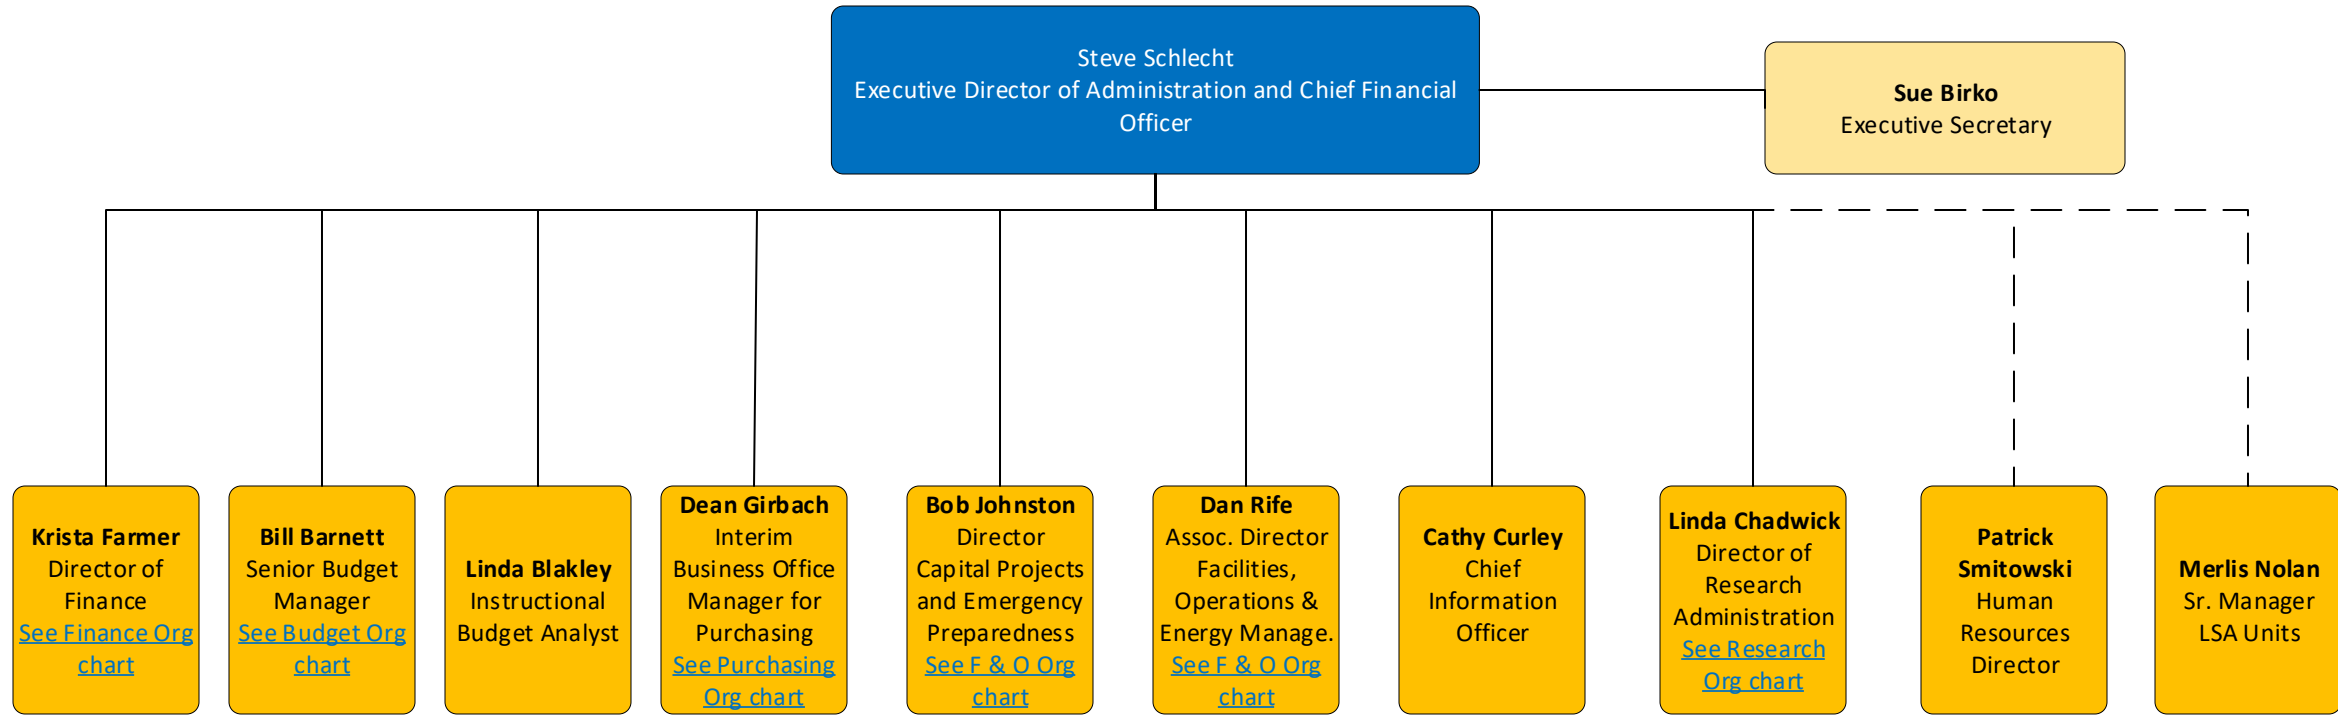 Steve Schlecht
Executive Director of Administration and Chief Financial
Officer
Sue Birko
Executive Secretary
Krista Farmer
Director of
Finance
See Finance Org
chart
Bill Barnett
Senior Budget
Manager
See Budget Org
chart
Linda Blakley
Instructional
Budget Analyst
Dean Girbach
Interim
Business Office
Manager for
Purchasing
See Purchasing
Org chart
Bob Johnston
Director
Capital Projects
and Emergency
Preparedness
See F & O Org
chart
Dan Rife
Assoc. Director
Facilities,
Operations &
Energy Manage.
See F & O Org
chart
Cathy Curley
Chief
Information
Officer
Linda Chadwick
Director of
Research
Administration
See Research
Org chart
Patrick
Smitowski
Human
Resources
Director
Merlis Nolan
Sr. Manager
LSA Units